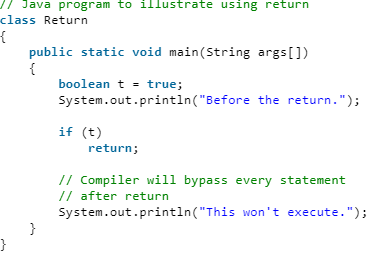 // Java program to illustrate using return
class Return
{
    public static void main(String args[])
    {
        boolean t = true;
        System.out.println("Before the return.");

        if (t)
            return;

        // Compiler will bypass every statement
        // after return
        System.out.println("This won't execute.");
    }
}